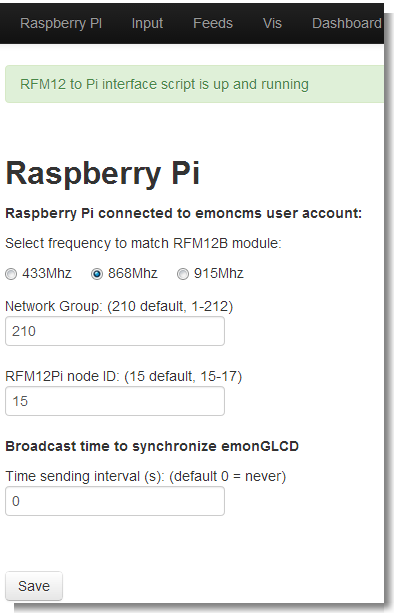 Raspberry PI Input Feeds Vis Dashboard
RFM12 to Pi interface script is up and running
Raspberry Pi
Raspberry Pi connected to emoncms user account:
Select frequency to match RFM12B module:
433Mhz 868Mhz 915Mhz
Network Group: (210 default, 1-212)
210
RFM12Pi node ID: (15 default, 15-17)
15
Broadcast time to synchronize emonGLCD
Time sending interval (s): (default 0 = never)
0
Save